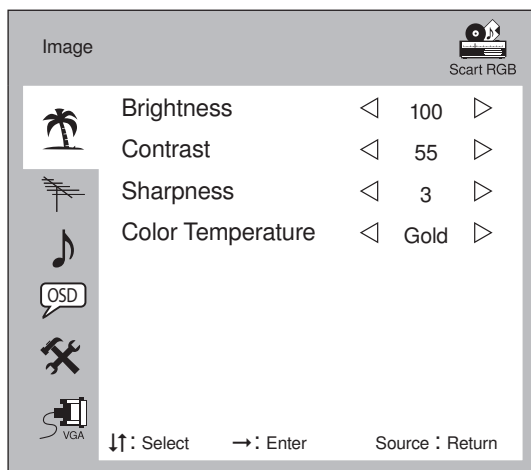 Image
Scart RGB
Brightness ◁ 100 ▷
Contrast ◁ 55 ▷
Sharpness ◁ 3 ▷
Color Temperature ◁ Gold ▷
OSD
VGA
↓↑: Select →: Enter Source : Return